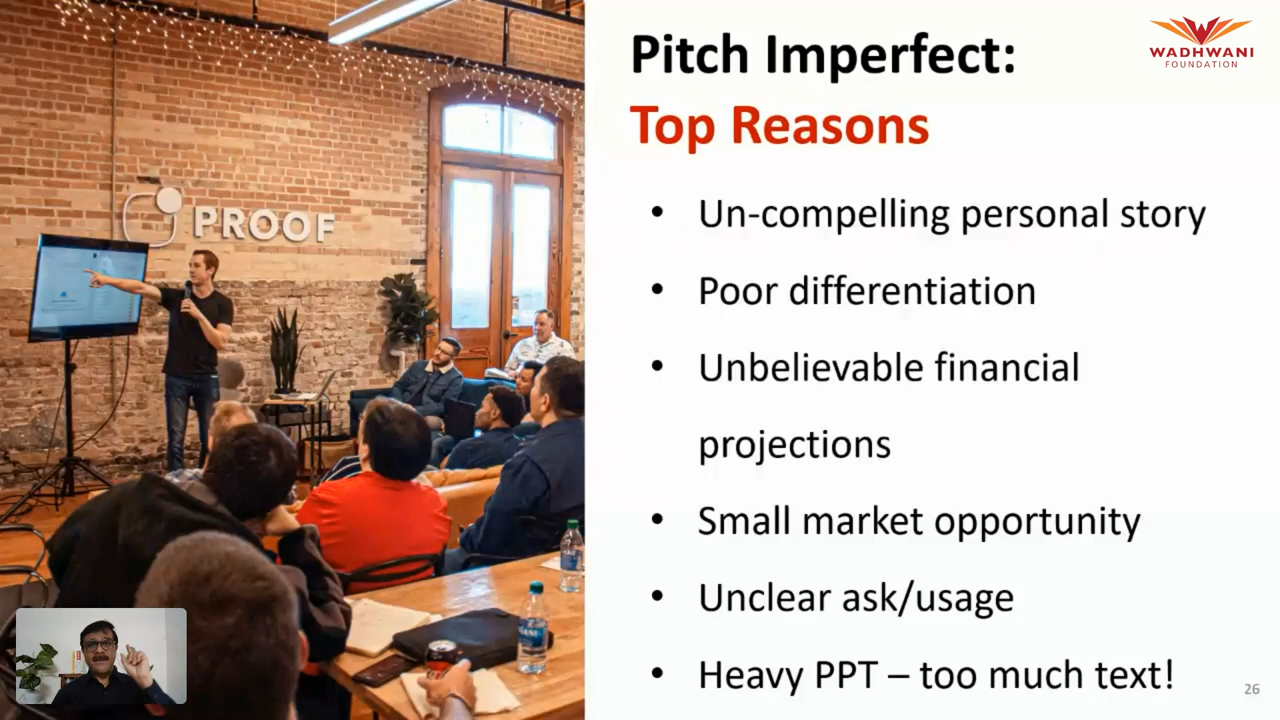 Pitch Imperfect:
Top Reasons
WADHWANI
FOUNDATION
PROOF
• Un-compelling personal story
• Poor differentiation
• Unbelievable financial
projections
• Small market opportunity
• Unclear ask/usage
• Heavy PPT – too much text!
26